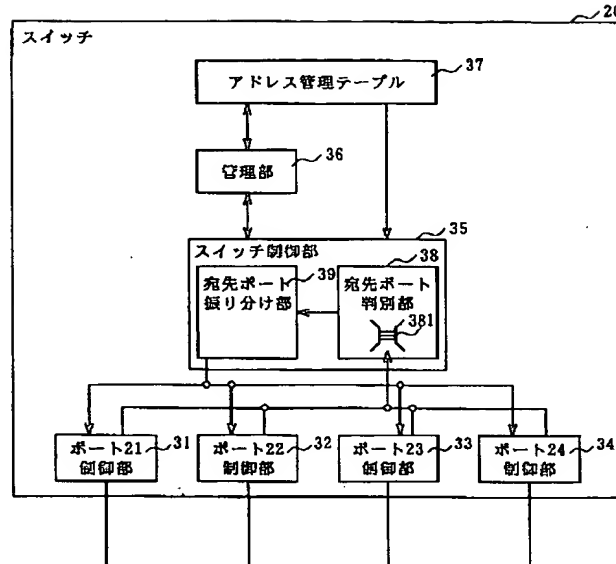 20
スイッチ
アドレス管理テーブル
37
管理部
36
35
スイッチ制御部
38
宛先ポート
振り分け部
39
宛先ポート
判別部
381
ポート21
制御部
31
ポート22
制御部
32
ポート23
制御部
33
ポート24
制御部
34